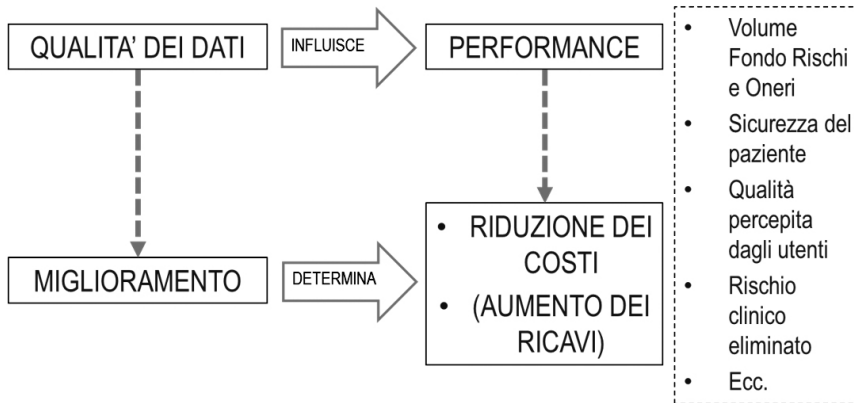 QUALITA’ DEI DATI
INFLUISCE
PERFORMANCE
MIGLIORAMENTO
DETERMINA
• RIDUZIONE DEI
COSTI
• (AUMENTO DEI
RICAVI)
• Volume
Fondo Rischi
e Oneri
• Sicurezza del
paziente
• Qualità
percepita
dagli utenti
• Rischio
clinico
eliminato
• Ecc.